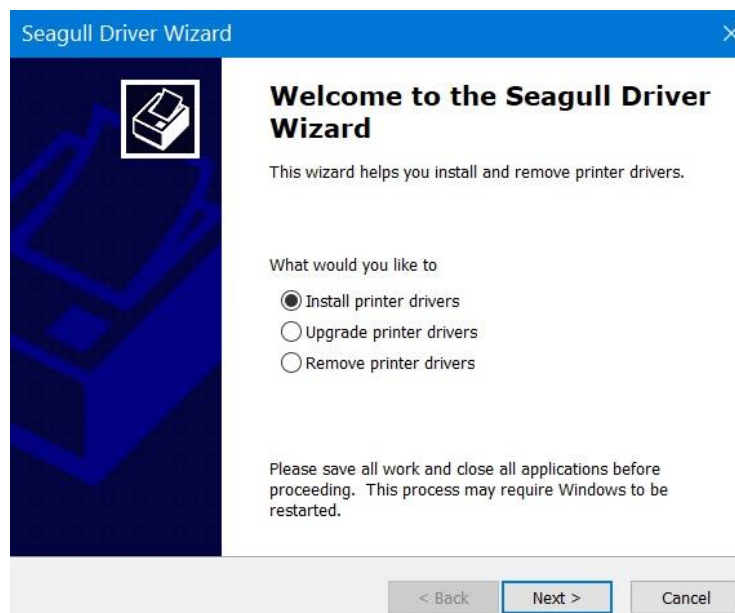 Seagull Driver Wizard
Welcome to the Seagull Driver
Wizard
This wizard helps you install and remove printer drivers.
What would you like to
Install printer drivers
Upgrade printer drivers
Remove printer drivers
Please save all work and close all applications before
proceeding. This process may require Windows to be
restarted.
< Back
Next >
Cancel